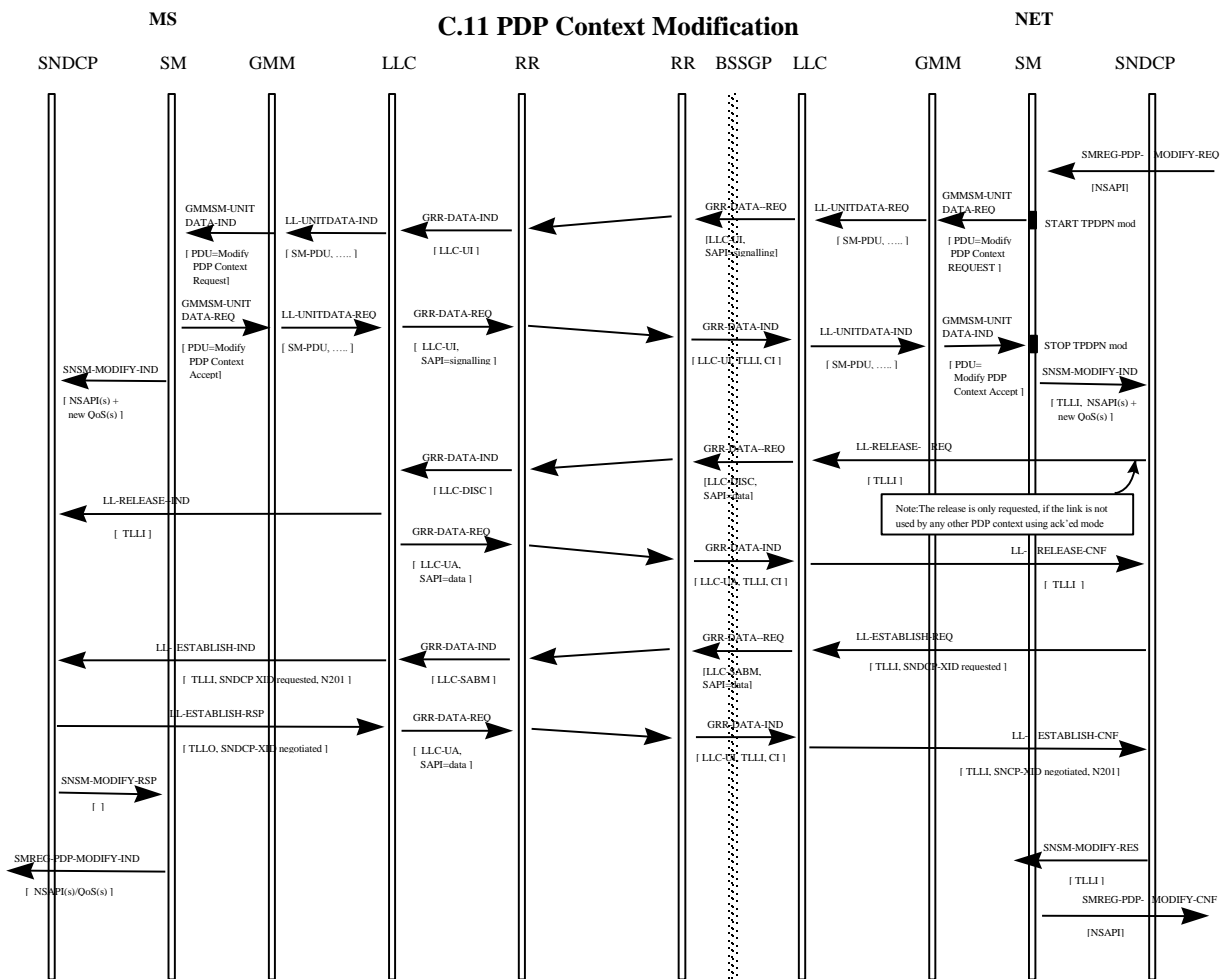 MS
C.11 PDP Context Modification
NET
SNDCP SM GMM LLC RR RR BSSGP LLC GMM SM SNDCP
SMREG-PDP- MODIFY-REQ
[NSAPI]
GMMSM-UNIT
DATA-IND
LL-UNITDATA-IND
GRR-DATA-IND
GRR-DATA--REQ
LL-UNITDATA-REQ
GMMSM-UNIT
DATA-REQ
START TPDPN mod
[ PDU=Modify
PDP Context
Request]
[ SM-PDU, ….. ]
[ LLC-UI ]
[LLC-UI,
SAPI=signalling]
[ SM-PDU, ….. ]
[ PDU=Modify
PDP Context
REQUEST ]
GMMSM-UNIT
DATA-REQ
LL-UNITDATA-REQ
GRR-DATA-REQ
GRR-DATA-IND
LL-UNITDATA-IND
GMMSM-UNIT
DATA-IND
STOP TPDPN mod
[ PDU=Modify
PDP Context
Accept]
[ SM-PDU, ….. ]
[ LLC-UI,
SAPI=signalling ]
[ LLC-UI, TLLI, CI ]
[ SM-PDU, ….. ]
[ PDU=
Modify PDP
Context Accept ]
SNSM-MODIFY-IND
[ NSAPI(s) +
new QoS(s) ]
SNSM-MODIFY-IND
[ TLLI, NSAPI(s) +
new QoS(s) ]
GRR-DATA-IND
GRR-DATA--REQ
LL-RELEASE- REQ
[ LLC-DISC ]
[LLC-DISC,
SAPI=data]
[ TLLI ]
Note:The release is only requested, if the link is not
used by any other PDP context using ack'ed mode
LL-RELEASE--IND
[ TLLI ]
GRR-DATA-REQ
GRR-DATA-IND
LL- RELEASE-CNF
[ LLC-UA,
SAPI=data ]
[ LLC-UA, TLLI, CI ]
[ TLLI ]
LL- ESTABLISH-IND
GRR-DATA-IND
GRR-DATA--REQ
LL-ESTABLISH-REQ
[ TLLI, SNDCP XID requested, N201 ]
[ LLC-SABM ]
[LLC-SABM,
SAPI=data]
[ TLLI, SNDCP-XID requested ]
LL-ESTABLISH-RSP
GRR-DATA-REQ
GRR-DATA-IND
LL- ESTABLISH-CNF
[ TLLO, SNDCP-XID negotiated ]
[ LLC-UA,
SAPI=data ]
[ LLC-UI, TLLI, CI ]
[ TLLI, SNCP-XID negotiated, N201]
SNSM-MODIFY-RSP
[ ]
SMREG-PDP-MODIFY-IND
[ NSAPI(s)/QoS(s) ]
SNSM-MODIFY-RES
[ TLLI ]
SMREG-PDP- MODIFY-CNF
[NSAPI]